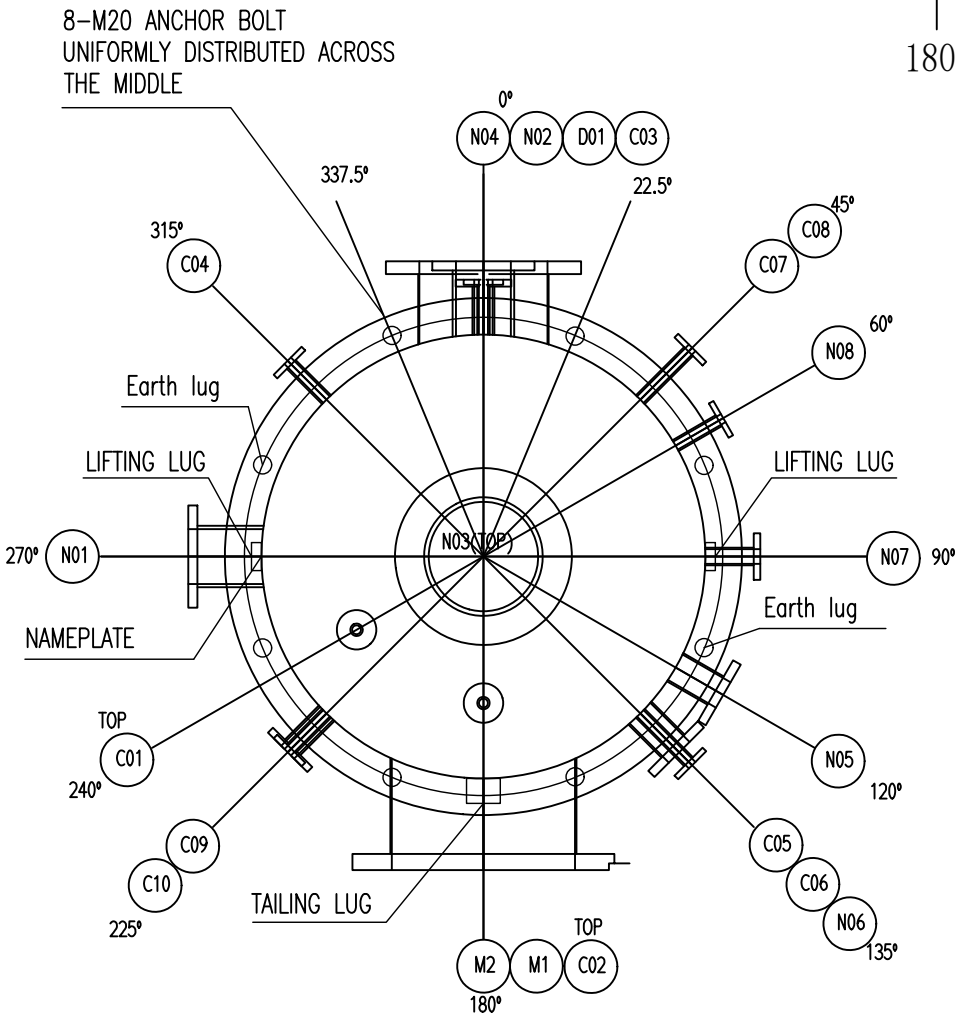 8-M20 ANCHOR BOLT
UNIFORMLY DISTRIBUTED ACROSS
THE MIDDLE
180
0°
N04 N02 D01 C03
337.5°
22.5°
315°
C04
45°
C08
C07
60°
N08
Earth lug
LIFTING LUG
LIFTING LUG
N03(TOP)
270° N01
N07 90°
Earth lug
NAMEPLATE
TOP
C01
240°
N05
120°
C09
C10
225°
C05
C06
N06
135°
TAILING LUG
TOP
M2 M1 C02
180°